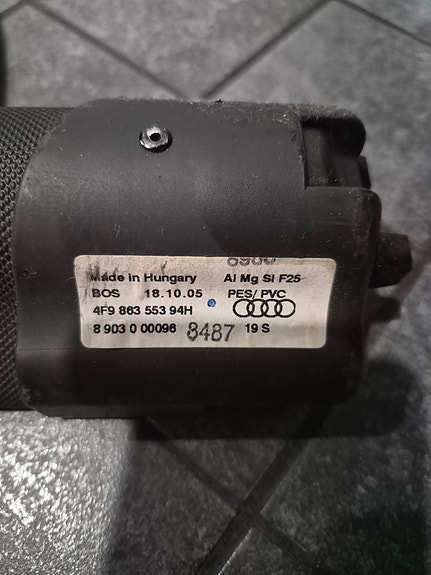 8980
Made in Hungary Al Mg Si F25
BOS 18.10.05 PES/ PVC
4F9 863 553 94H
8 903 0 00096 8487 19 S